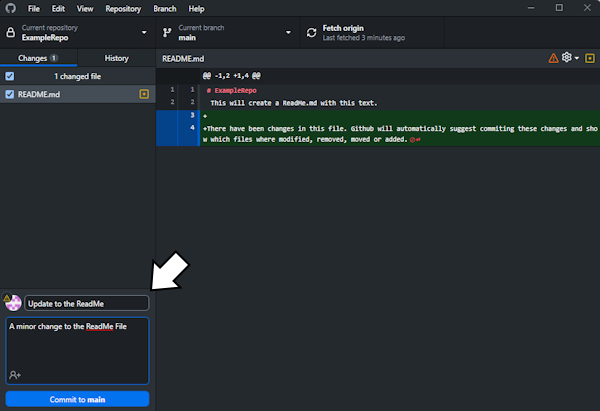 File Edit View Repository Branch Help
Current repository
ExampleRepo
Current branch
main
Fetch origin
Last fetched 3 minutes ago
Changes 1 History
README.md
1 changed file
README.md
@@ -1,2 +1,4 @@
1 1 # ExampleRepo
2 2 This will create a ReadMe.md with this text.
3 +
4 +There have been changes in this file. Github will automatically suggest commiting these changes and sho
w which files where modified, removed, moved or added.
Update to the ReadMe
A minor change to the ReadMe File
Commit to main